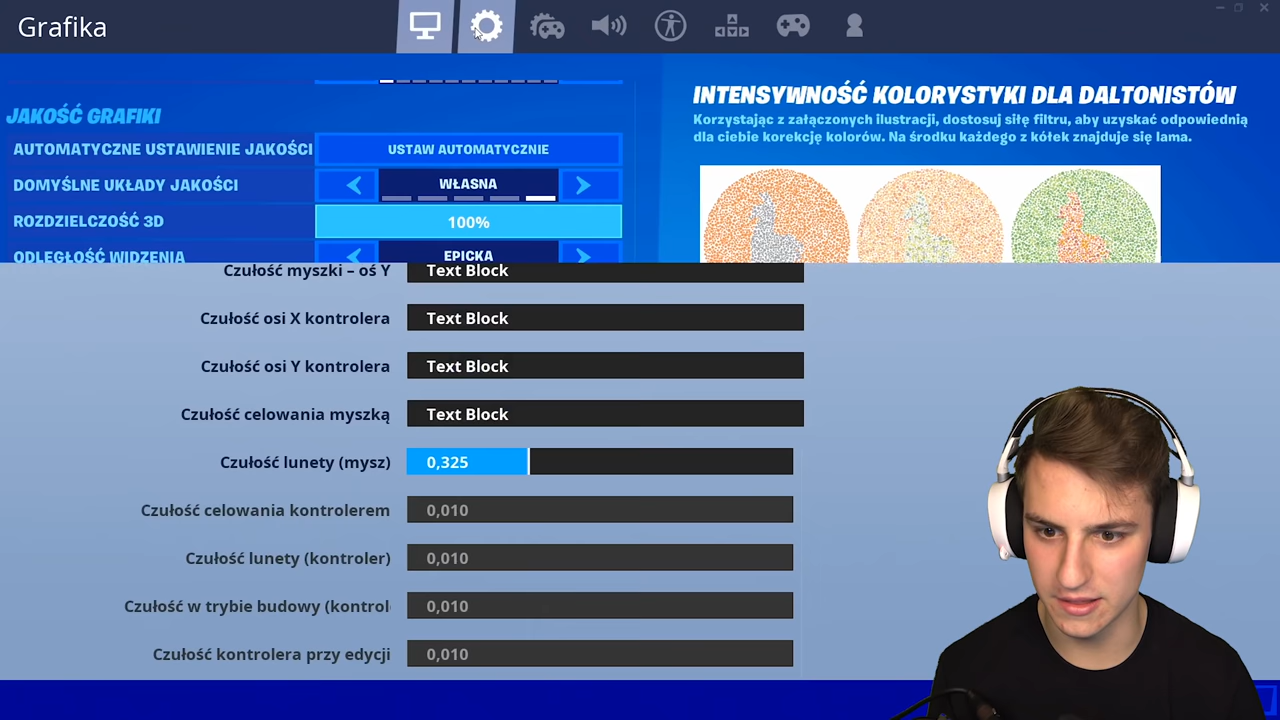 Grafika
JAKOŚĆ GRAFIKI
AUTOMATYCZNE USTAWIENIE JAKOŚCI
USTAW AUTOMATYCZNIE
DOMYŚLNE UKŁADY JAKOŚCI
WŁASNA
ROZDZIELCZOŚĆ 3D
100%
ODLEGŁOŚĆ WIDZENIA
EPICKA
INTENSYWNOŚĆ KOLORYSTYKI DLA DALTONISTÓW
Korzystając z załączonych ilustracji, dostosuj siłę filtru, aby uzyskać odpowiednią
dla ciebie korekcję kolorów. Na środku każdego z kółek znajduje się lama.
Czułość myszki – oś Y
Text Block
Czułość osi X kontrolera
Text Block
Czułość osi Y kontrolera
Text Block
Czułość celowania myszką
Text Block
Czułość lunety (mysz)
0,325
Czułość celowania kontrolerem
0,010
Czułość lunety (kontroler)
0,010
Czułość w trybie budowy (kontrol
0,010
Czułość kontrolera przy edycji
0,010